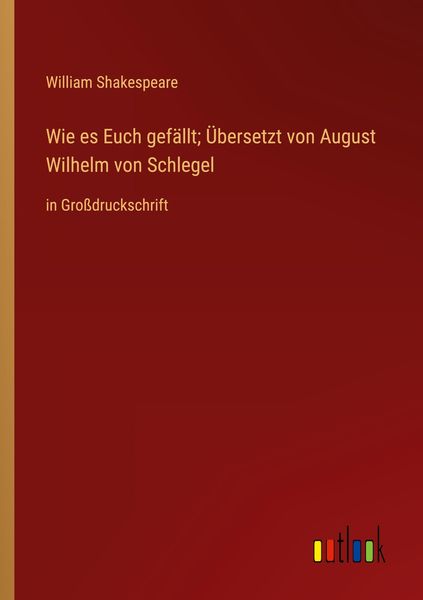 William Shakespeare
Wie es Euch gefällt; Übersetzt von August
Wilhelm von Schlegel
in Großdruckschrift
outlook